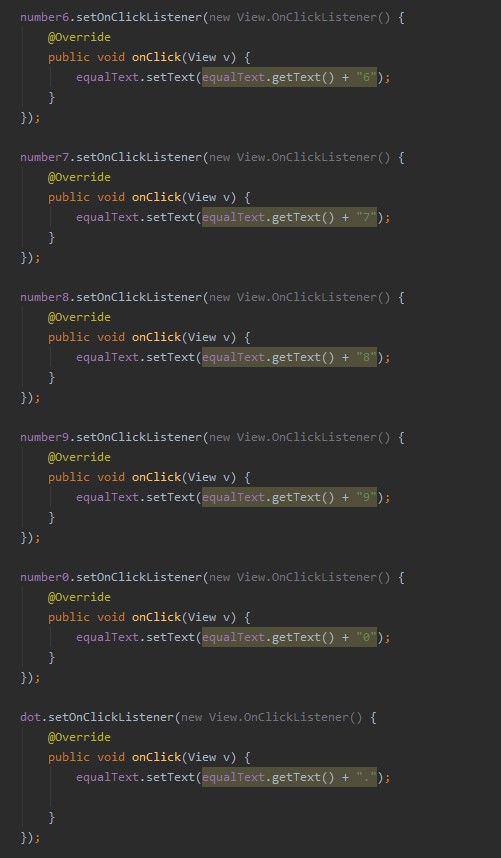 number6.setOnClickListener(new View.OnClickListener() {
    @Override
    public void onClick(View v) {
        equalText.setText(equalText.getText() + "6");
    }
});

number7.setOnClickListener(new View.OnClickListener() {
    @Override
    public void onClick(View v) {
        equalText.setText(equalText.getText() + "7");
    }
});

number8.setOnClickListener(new View.OnClickListener() {
    @Override
    public void onClick(View v) {
        equalText.setText(equalText.getText() + "8");
    }
});

number9.setOnClickListener(new View.OnClickListener() {
    @Override
    public void onClick(View v) {
        equalText.setText(equalText.getText() + "9");
    }
});

number0.setOnClickListener(new View.OnClickListener() {
    @Override
    public void onClick(View v) {
        equalText.setText(equalText.getText() + "0");
    }
});

dot.setOnClickListener(new View.OnClickListener() {
    @Override
    public void onClick(View v) {
        equalText.setText(equalText.getText() + ".");

    }
});